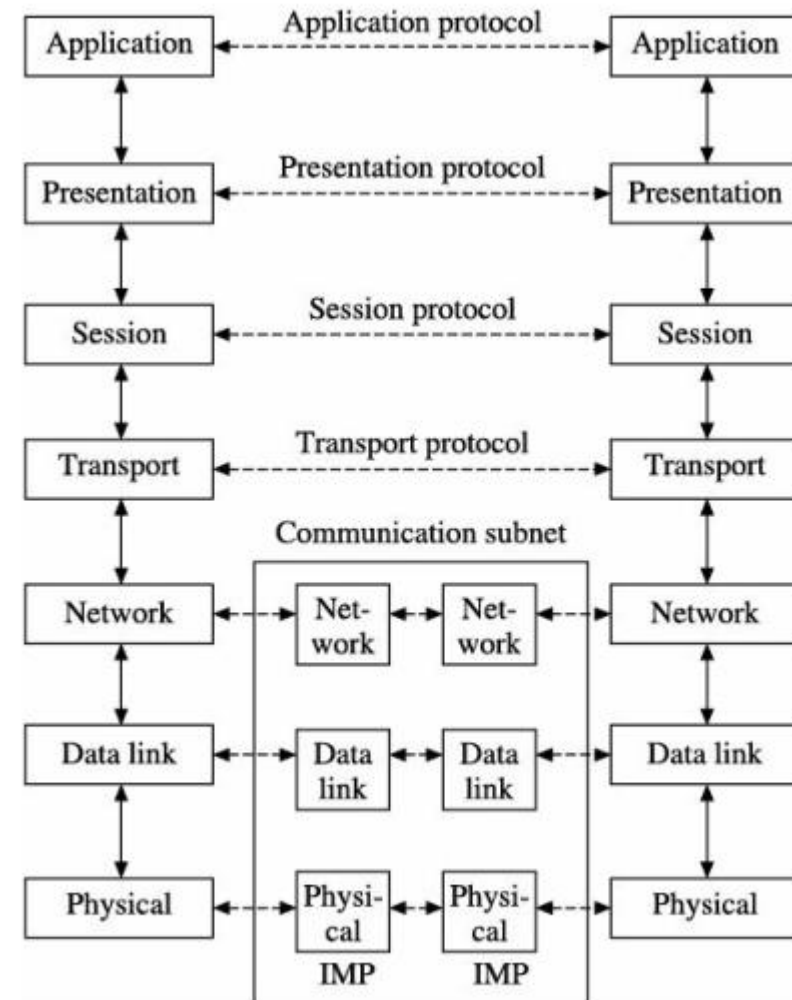 Application protocol
Application
Application
Presentation protocol
Presentation
Presentation
Session protocol
Session
Session
Transport protocol
Transport
Transport
Communication subnet
Network
Net-
work
Net-
work
Network
Data link
Data
link
Data
link
Data link
Physical
Physi-
cal
Physi-
cal
Physical
IMP
IMP